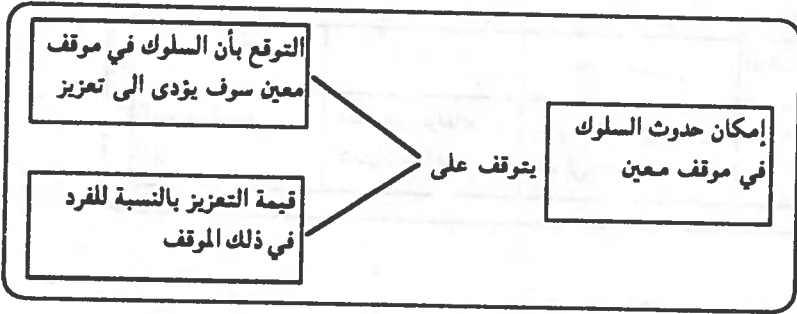 إمكان حدوث السلوك
في موقف معين
يتوقف على
التوقع بأن السلوك في موقف
معين سوف يؤدى الى تعزيز
قيمة التعزيز بالنسبة للفرد
في ذلك الموقف